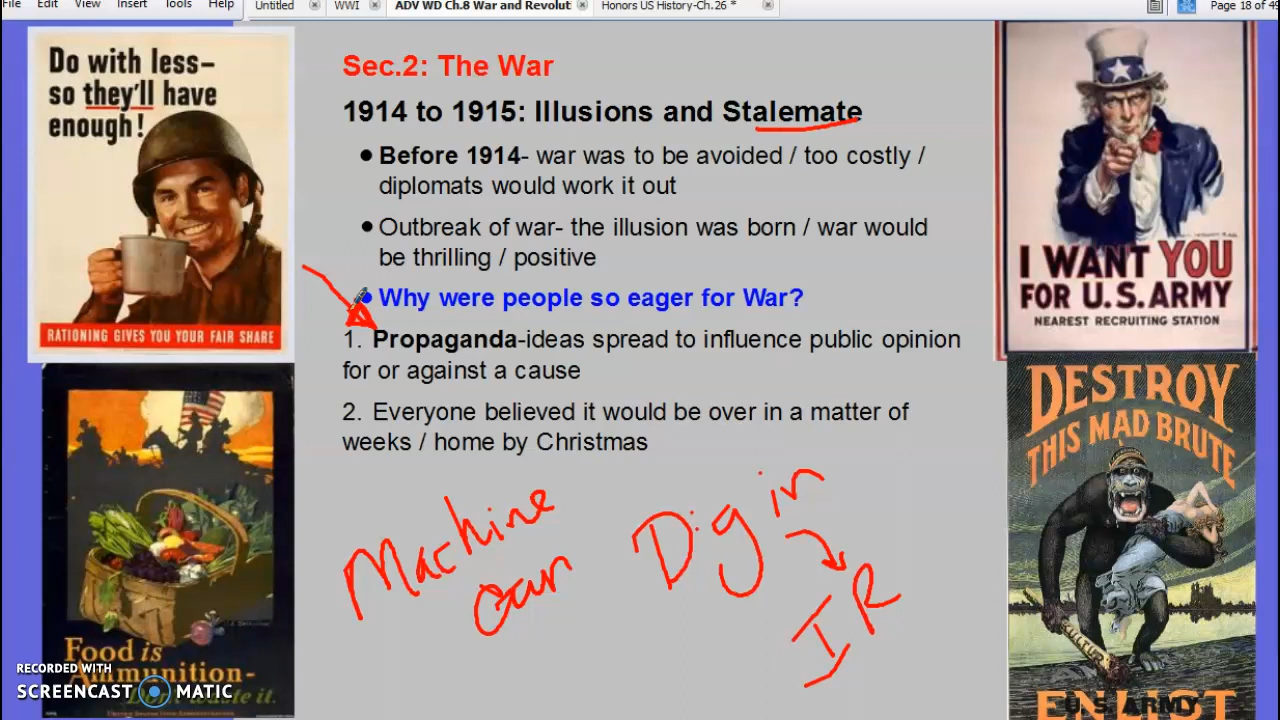 File Edit View Insert Tools Help
Untitled WWI ADV WD Ch.8 War and Revoluti Honors US History-Ch.26 * Page 18 of 49
Do with less–
so they'll have
enough!
RATIONING GIVES YOU YOUR FAIR SHARE
Food is
Ammunition-
Don't waste it.
RECORDED WITH
SCREENCAST MATIC
Sec.2: The War
1914 to 1915: Illusions and Stalemate
Before 1914- war was to be avoided / too costly /
diplomats would work it out
Outbreak of war- the illusion was born / war would
be thrilling / positive
Why were people so eager for War?
1. Propaganda-ideas spread to influence public opinion
for or against a cause
2. Everyone believed it would be over in a matter of
weeks / home by Christmas
Machine
Gun
Dig in
IR
I WANT YOU
FOR U.S. ARMY
NEAREST RECRUITING STATION
DESTROY
THIS MAD BRUTE
KULTUR
ENLIST
U.S. ARMY